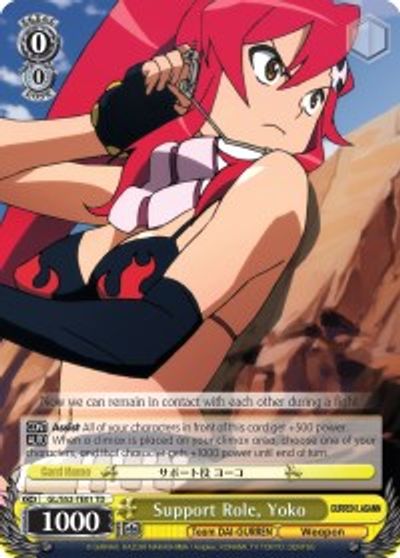 0
0
Now we can remain in contact with each other during a fight.
CONT Assist All of your characters in front of this card get +500 power.
AUTO When a climax is placed on your climax area, choose one of your
characters, and that character gets +1000 power until end of turn.
Card Name
サポート役 ヨーコ
1000
Support Role, Yoko
GURREN LAGANN
Team DAI-GURREN
Weapon